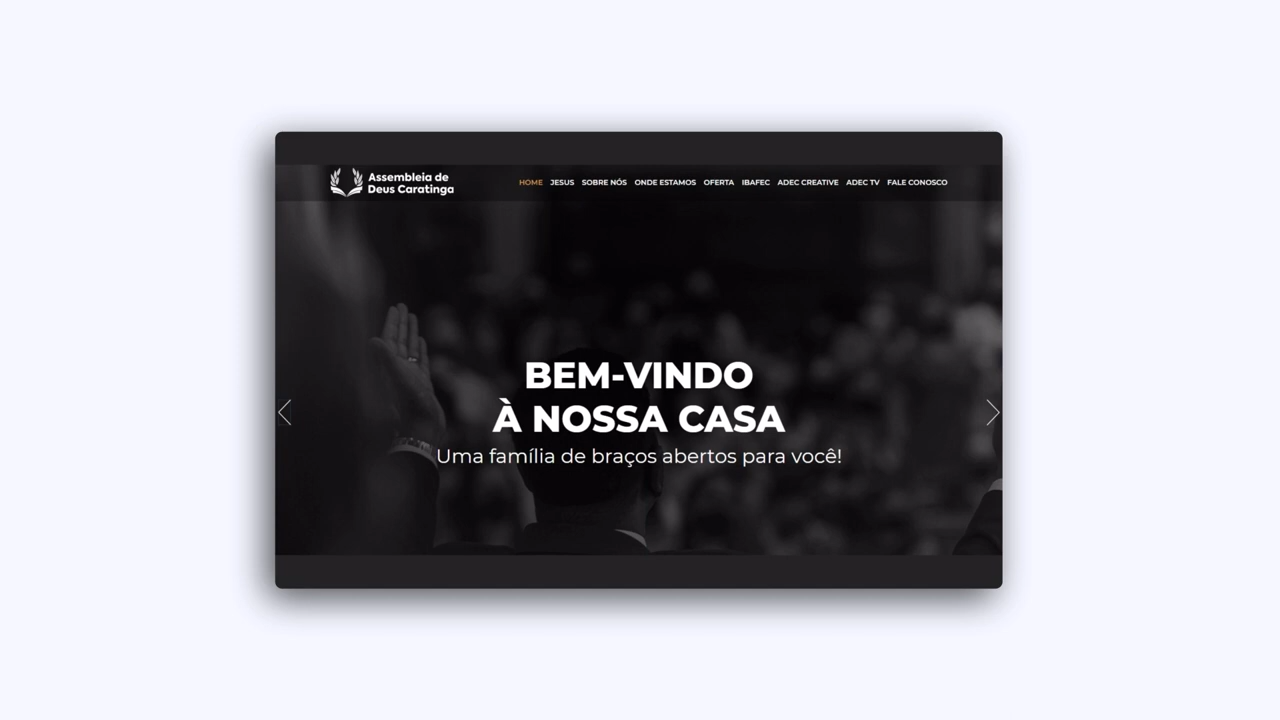 Assembleia de
Deus Caratinga
HOME JESUS SOBRE NÓS ONDE ESTAMOS OFERTA IBAFEC ADEC CREATIVE ADEC TV FALE CONOSCO
BEM-VINDO
À NOSSA CASA
Uma família de braços abertos para você!